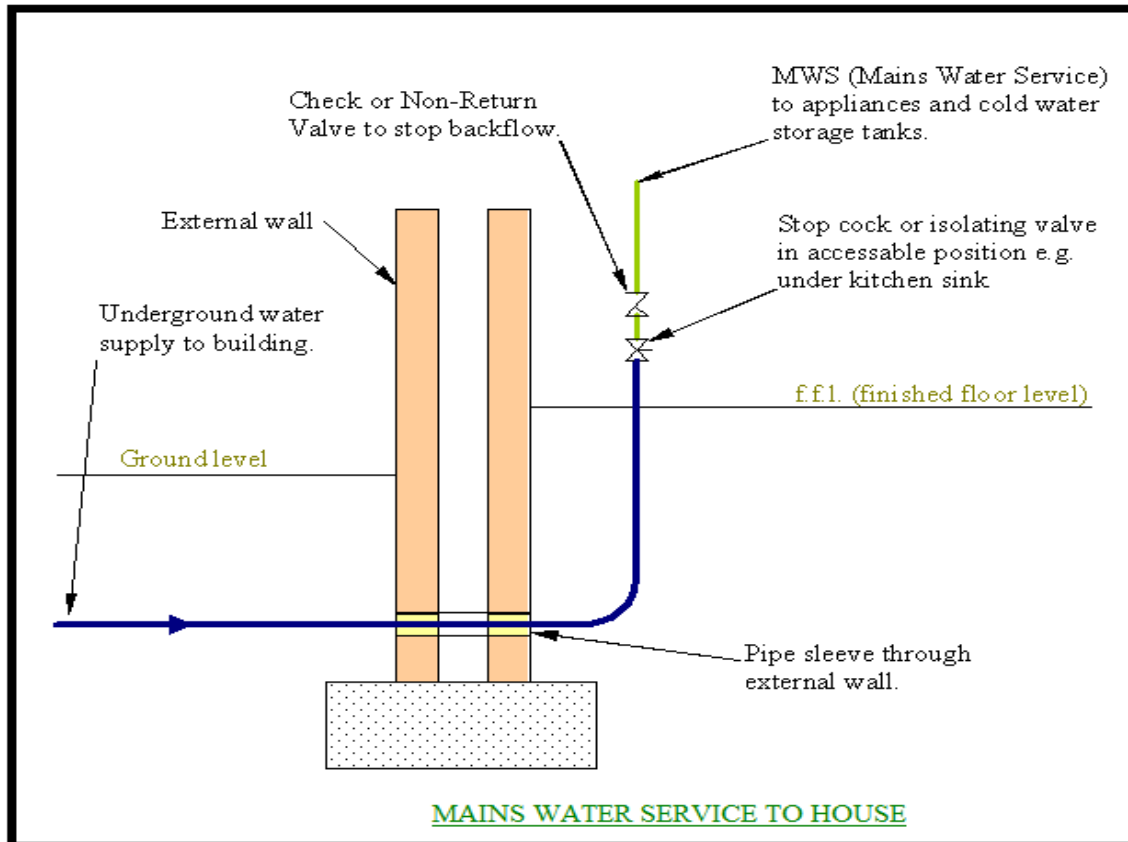 MWS (Mains Water Service)
to appliances and cold water
storage tanks.
Check or Non-Return
Valve to stop backflow.
External wall
Stop cock or isolating valve
in accessable position e.g.
under kitchen sink
Underground water
supply to building.
f.f.l. (finished floor level)
Ground level
Pipe sleeve through
external wall.
MAINS WATER SERVICE TO HOUSE